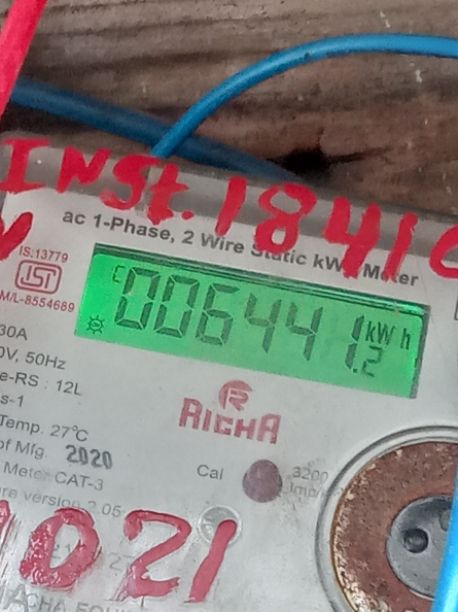 INST. 1841
ac 1-Phase, 2 Wire Static kWh Meter
IS:13779
ISI
M/L-8554689
C 006441.2 kWh
30A
0V, 50Hz
e-RS : 12L
s-1
Temp. 27°C
of Mfg. 2020
Meter CAT-3
re version 2.05
R
RICHA
Cal
3200
imp/
021